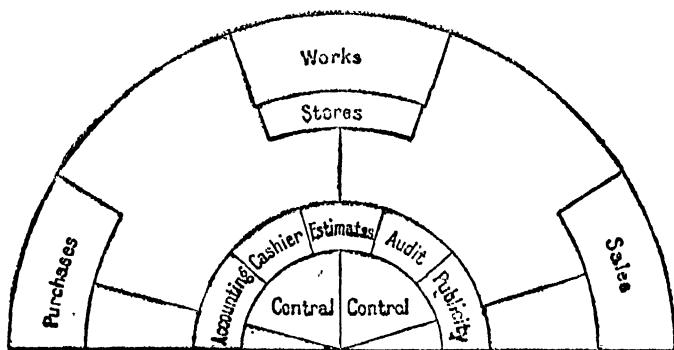 Works
Stores
Purchases
Accounting
Cashier
Estimates
Audit
Publicity
Sales
Central Control